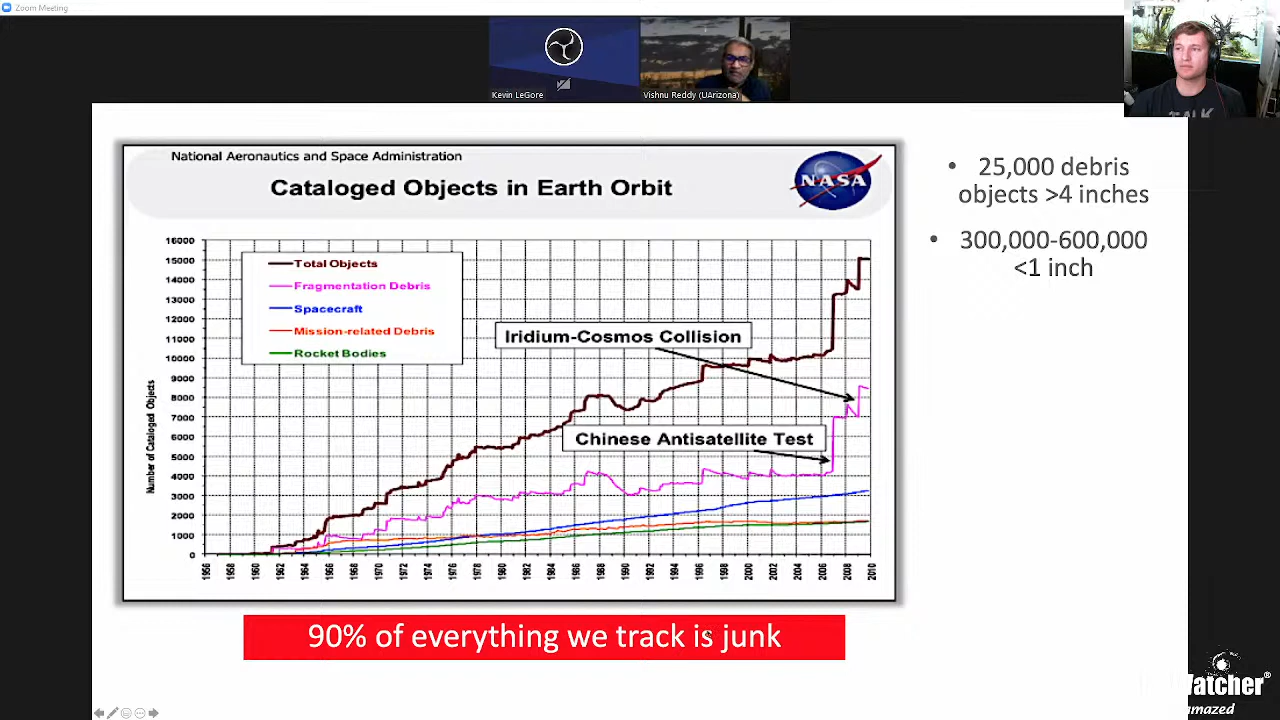 Zoom Meeting
Kevin LeGore
Vishnu Reddy (UArizona)
TALK
National Aeronautics and Space Administration
NASA
Cataloged Objects in Earth Orbit
• 25,000 debris
objects >4 inches
• 300,000-600,000
<1 inch
16000
15000
14000
13000
12000
11000
10000
9000
8000
7000
6000
5000
4000
3000
2000
1000
0
Number of Cataloged Objects
Total Objects
Fragmentation Debris
Spacecraft
Mission-related Debris
Rocket Bodies
Iridium-Cosmos Collision
Chinese Antisatellite Test
1956 1958 1960 1962 1964 1966 1968 1970 1972 1974 1976 1978 1980 1982 1984 1986 1988 1990 1992 1994 1996 1998 2000 2002 2004 2006 2008 2010
90% of everything we track is junk
Watcher®
amazed